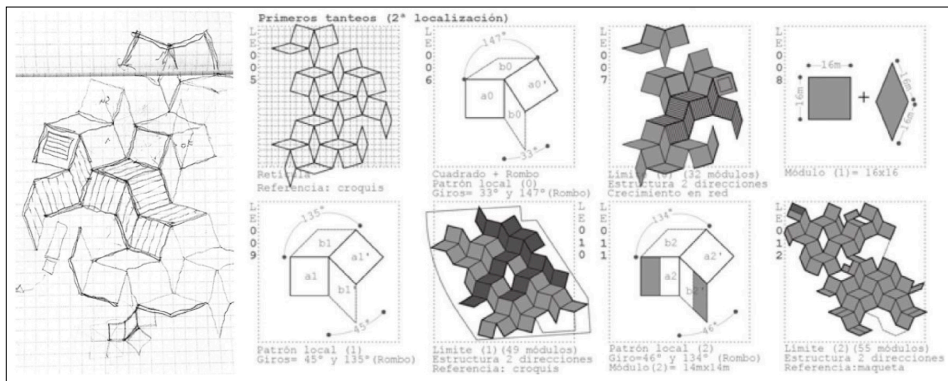 Primeros tanteos (2ª localización)
LE005
Retícula
Referencia: croquis
LE006
147°
b0
a0
a0'
b0
33°
Cuadrado + Rombo
Patrón local (0)
Giros= 33° y 147°(Rombo)
LE007
(32 módulos)
Estructura 2 direcciones
Crecimiento en red
LE008
16m
16m
+
16m
16m
Módulo (1)= 16x16
LE009
135°
b1
a1
a1'
b1'
45°
Patrón local (1)
Giros= 45° y 135°(Rombo)
LE010
Límite (1)(49 módulos)
Estructura 2 direcciones
Referencia: croquis
LE011
134°
b2
a2
a2'
b2'
46°
Patrón local (2)
Giro=46° y 134° (Rombo)
Módulo(2)= 14mx14m
LE012
Límite (2)(55 módulos)
Estructura 2 direcciones
Referencia:maqueta